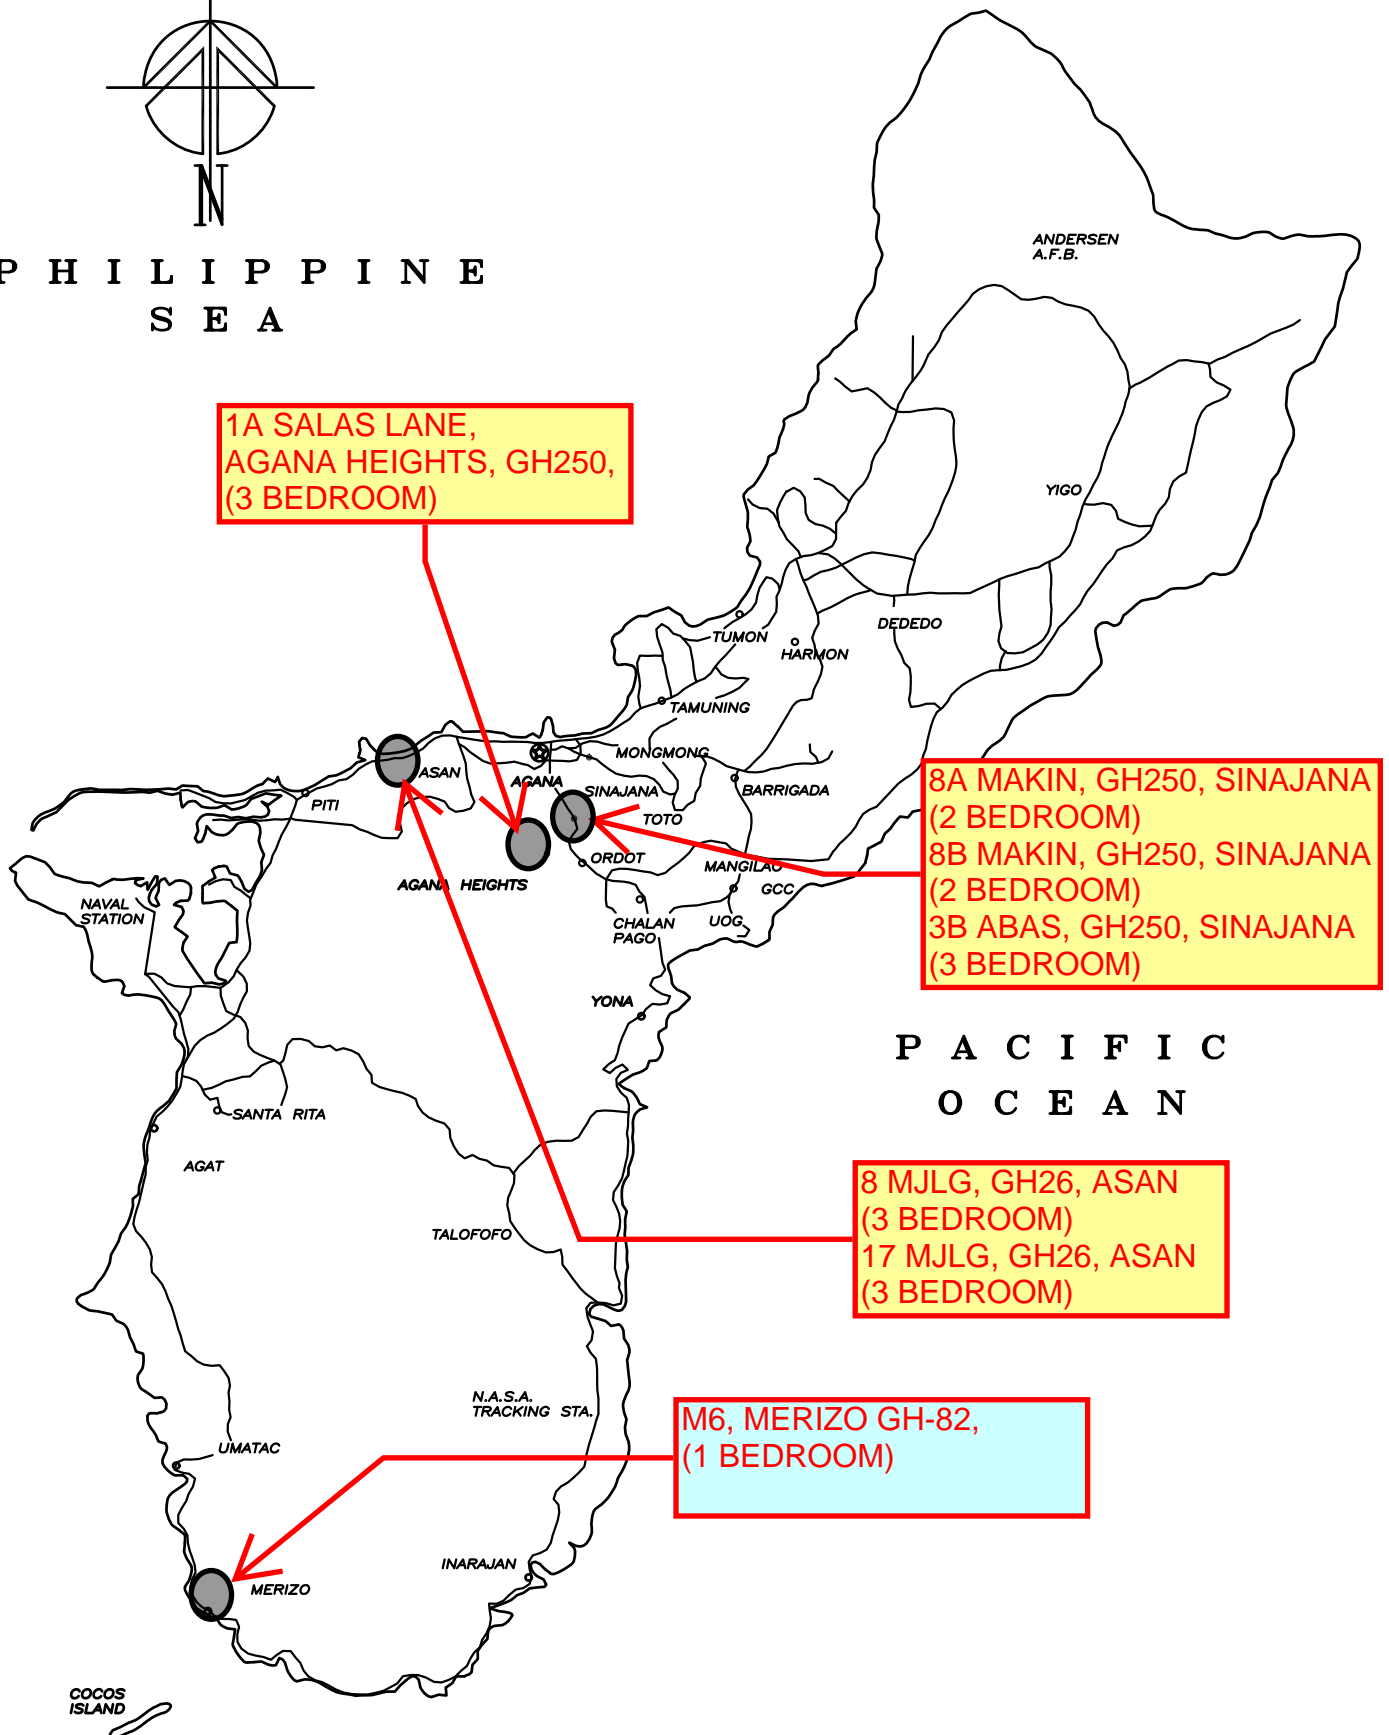 N
P H I L I P P I N E
S E A
ANDERSEN
A.F.B.
1A SALAS LANE,
AGANA HEIGHTS, GH250,
(3 BEDROOM)
YIGO
DEDEDO
TUMON
HARMON
TAMUNING
MONGMONG
ASAN
AGANA
SINAJANA
BARRIGADA
PITI
TOTO
8A MAKIN, GH250, SINAJANA
(2 BEDROOM)
8B MAKIN, GH250, SINAJANA
(2 BEDROOM)
3B ABAS, GH250, SINAJANA
(3 BEDROOM)
ORDOT
MANGILAO
AGANA HEIGHTS
GCC
NAVAL
STATION
CHALAN
PAGO
UOG
YONA
P A C I F I C
O C E A N
SANTA RITA
AGAT
8 MJLG, GH26, ASAN
(3 BEDROOM)
17 MJLG, GH26, ASAN
(3 BEDROOM)
TALOFOFO
N.A.S.A.
TRACKING STA.
M6, MERIZO GH-82,
(1 BEDROOM)
UMATAC
INARAJAN
MERIZO
COCOS
ISLAND